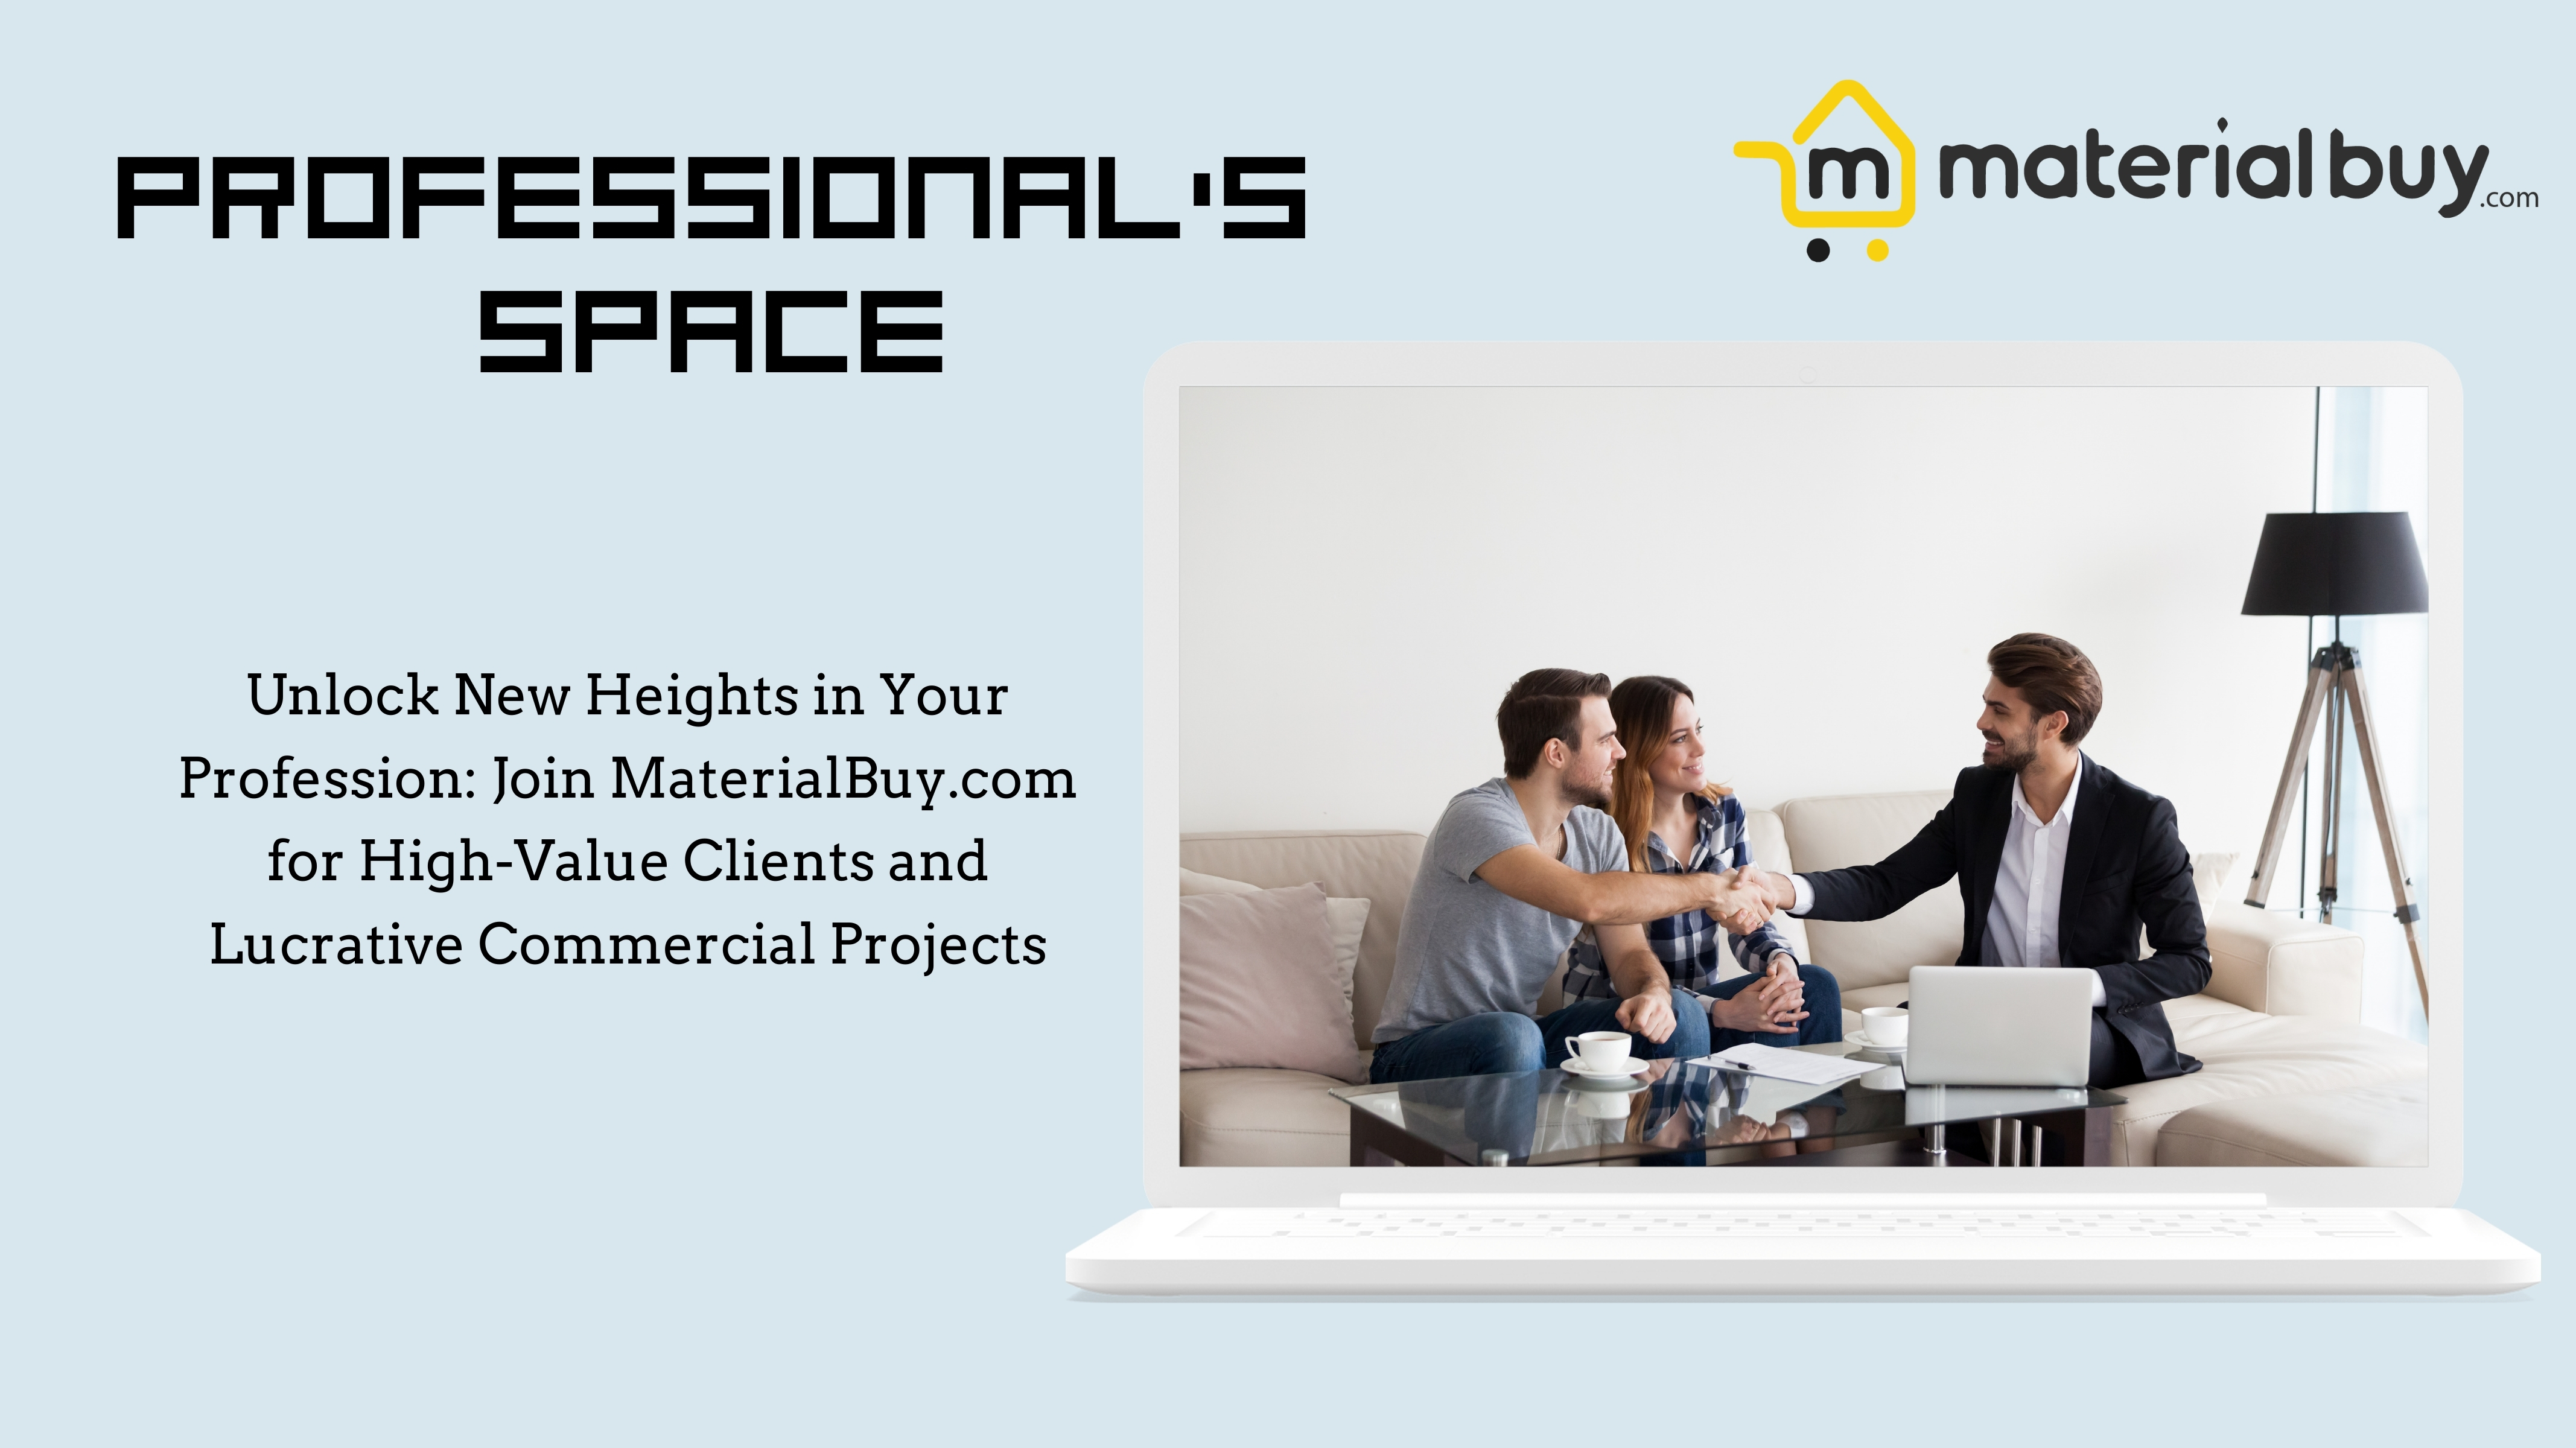 PROFESSIONAL'S
SPACE
m materialbuy.com
Unlock New Heights in Your
Profession: Join MaterialBuy.com
for High-Value Clients and
Lucrative Commercial Projects